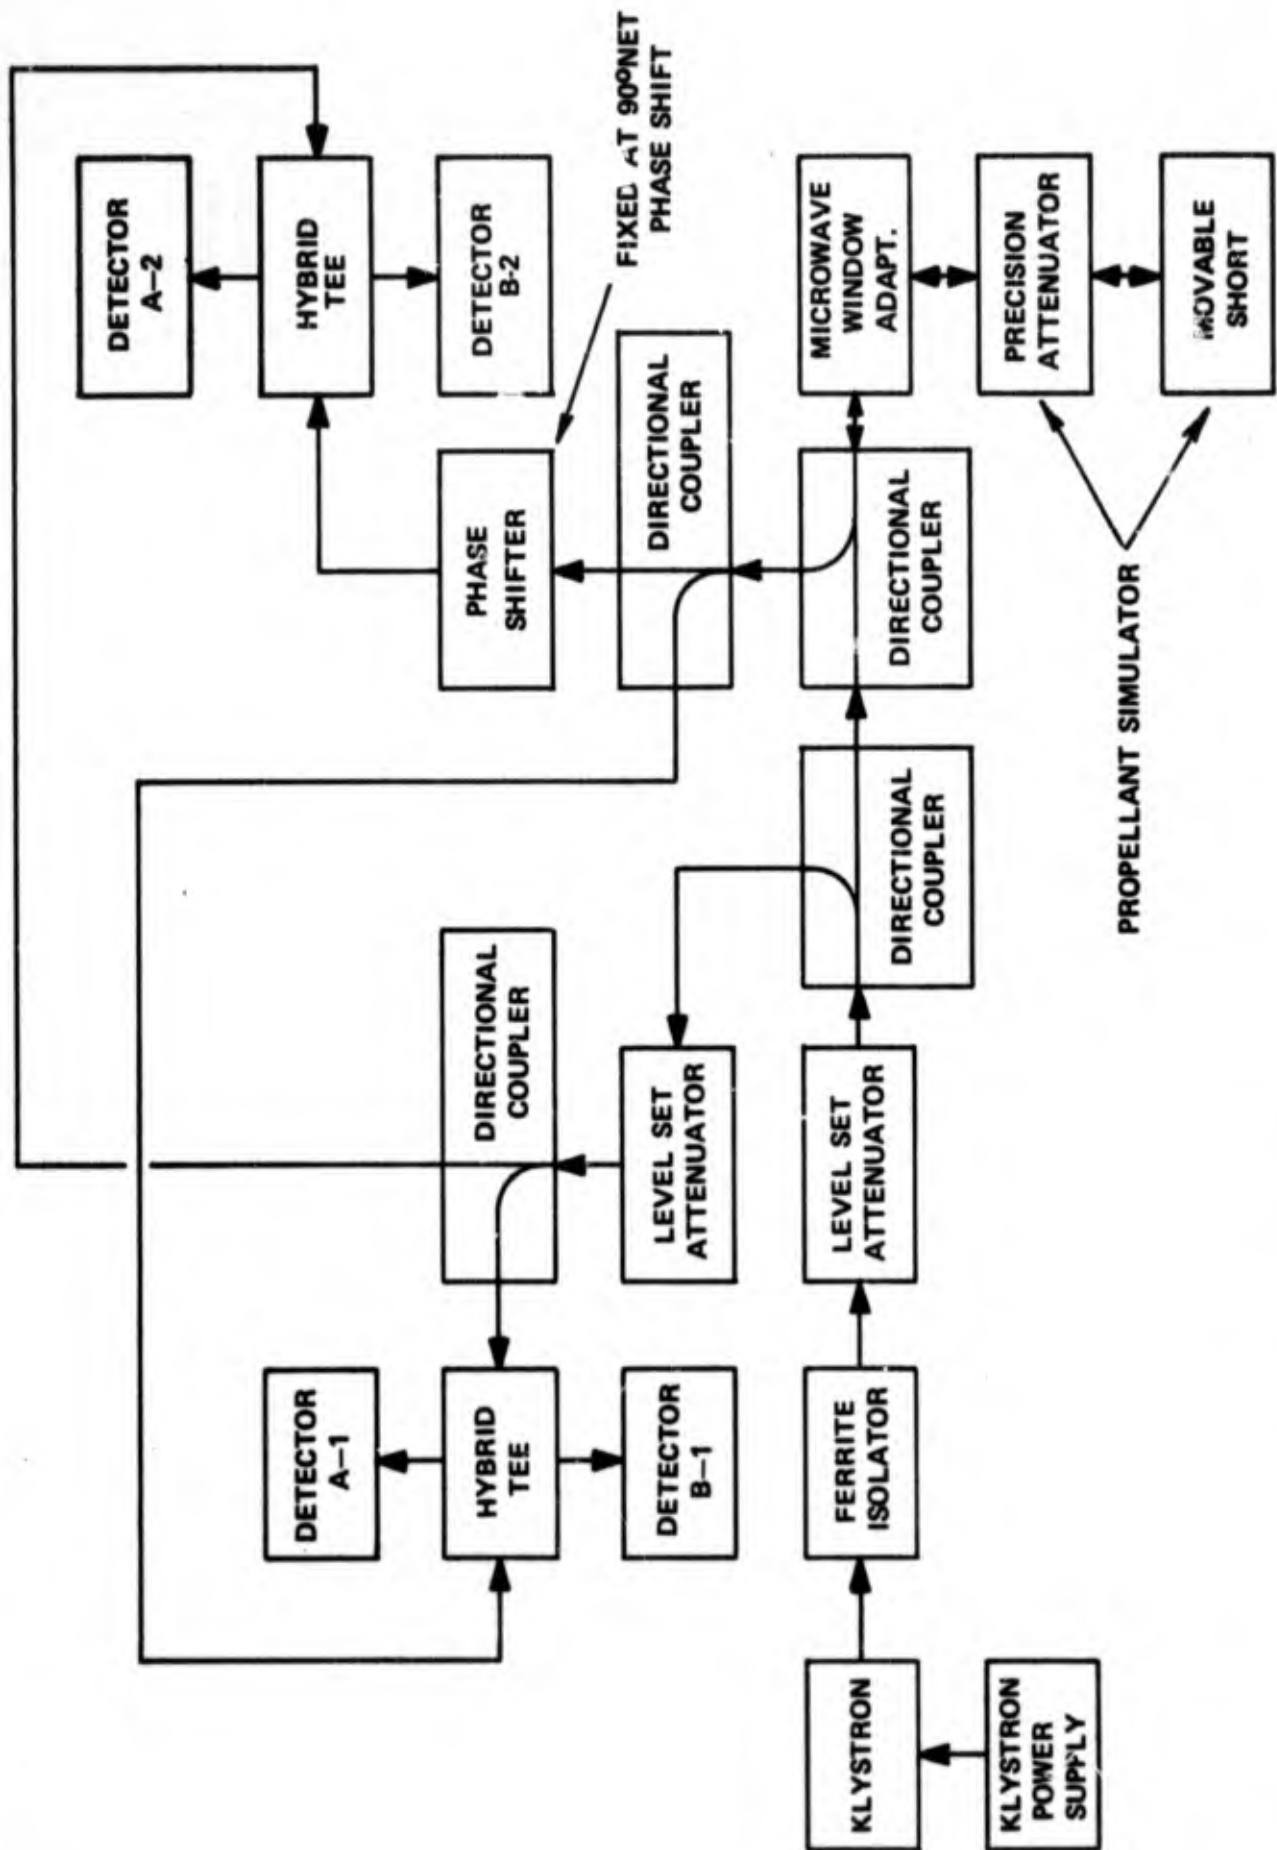 DETECTOR
A-2
HYBRID
TEE
DETECTOR
B-2
FIXED AT 90°NET
PHASE SHIFT
PHASE
SHIFTER
DIRECTIONAL
COUPLER
DIRECTIONAL
COUPLER
DETECTOR
A-1
HYBRID
TEE
DETECTOR
B-1
LEVEL SET
ATTENUATOR
KLYSTRON
FERRITE
ISOLATOR
LEVEL SET
ATTENUATOR
DIRECTIONAL
COUPLER
DIRECTIONAL
COUPLER
MICROWAVE
WINDOW
ADAPT.
KLYSTRON
POWER
SUPPLY
PRECISION
ATTENUATOR
MOVABLE
SHORT
PROPELLANT SIMULATOR